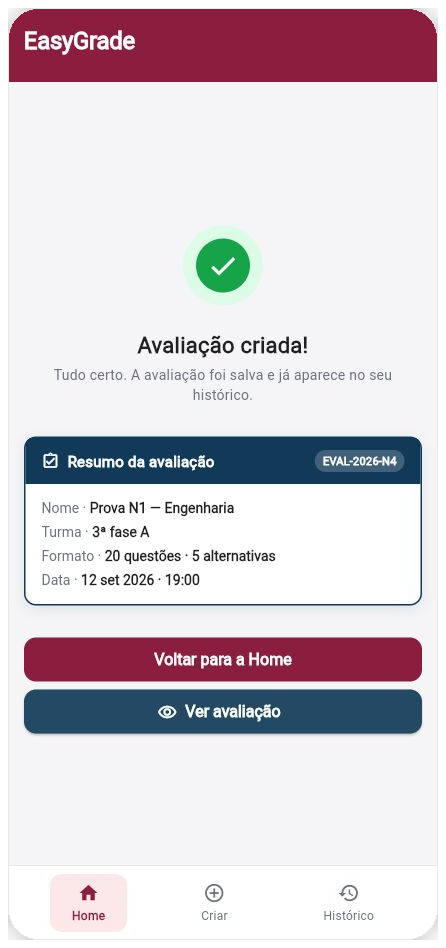 EasyGrade
Avaliação criada!
Tudo certo. A avaliação foi salva e já aparece no seu
histórico.
Resumo da avaliação
EVAL-2026-N4
Nome · Prova N1 — Engenharia
Turma · 3ª fase A
Formato · 20 questões · 5 alternativas
Data · 12 set 2026 · 19:00
Voltar para a Home
Ver avaliação
Home
Criar
Histórico